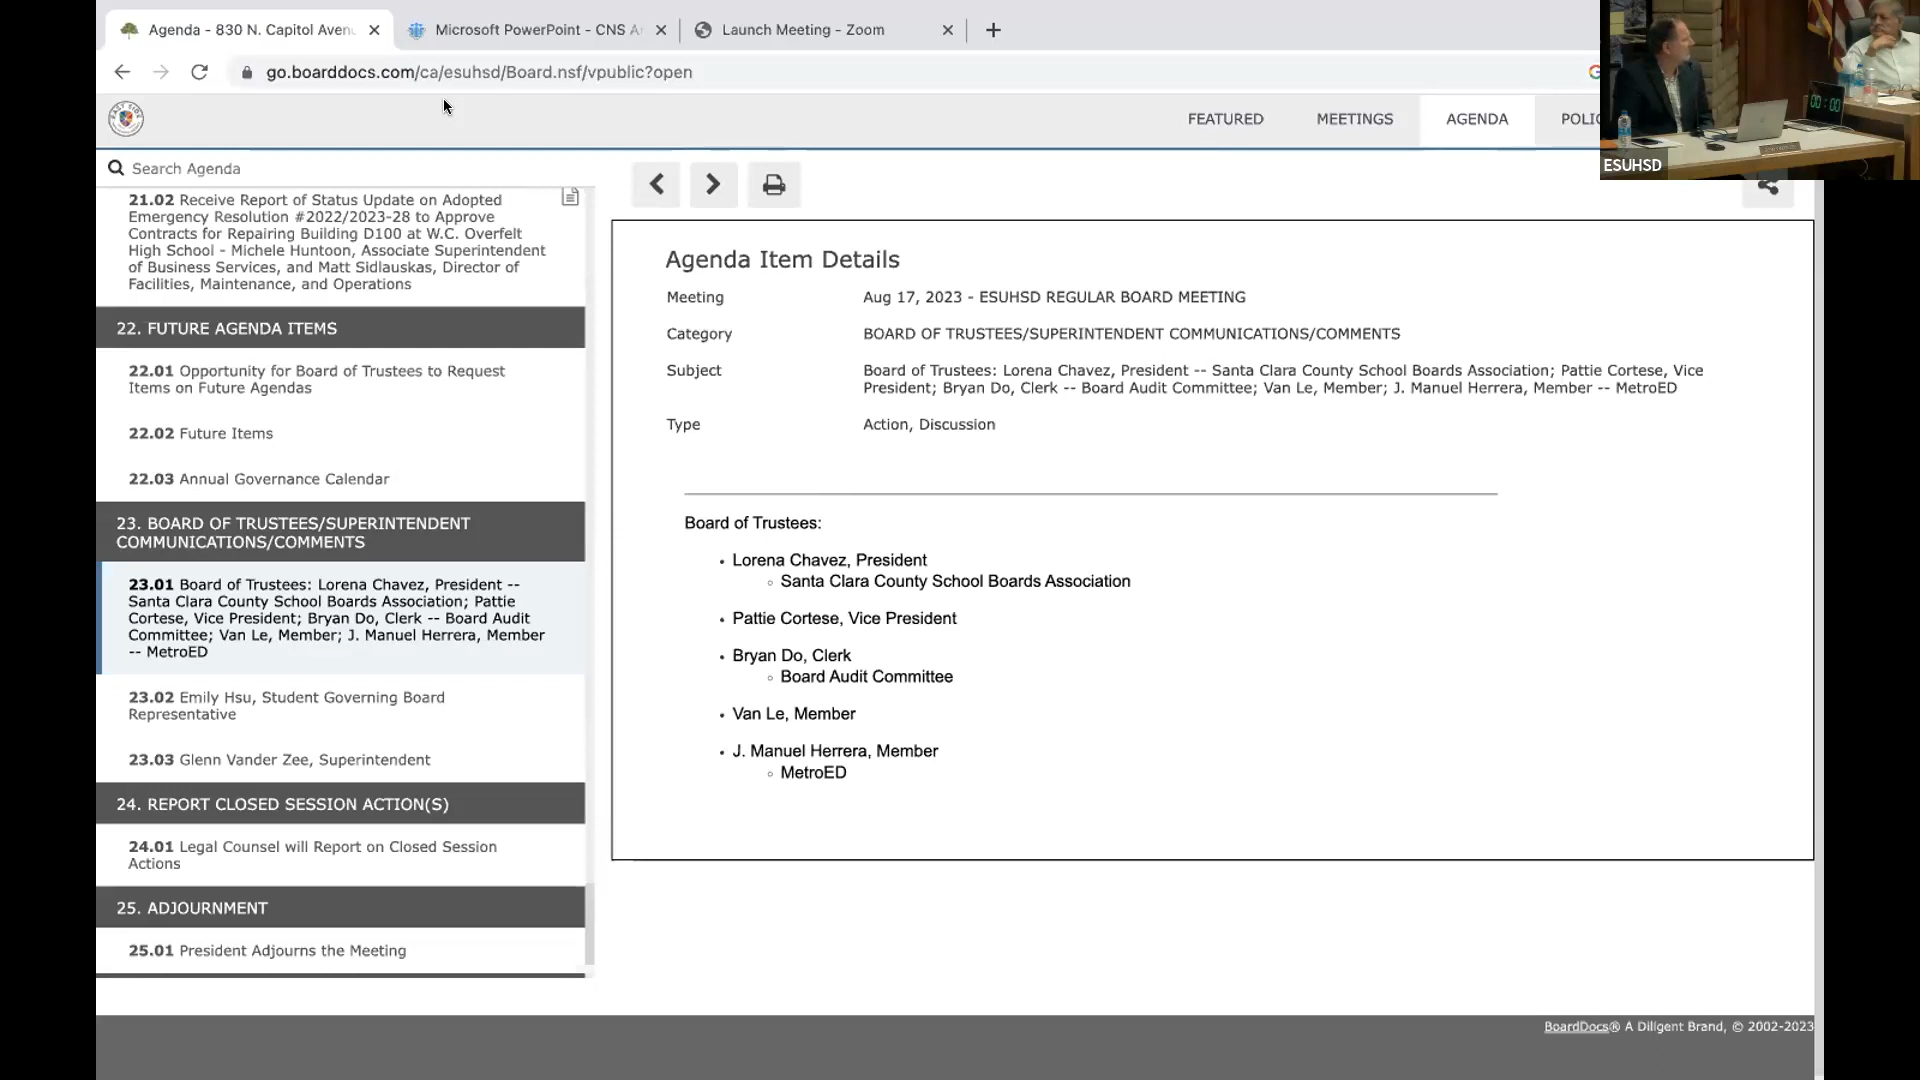 Agenda - 830 N. Capitol Aven
Microsoft PowerPoint - CNS A
Launch Meeting - Zoom
go.boarddocs.com/ca/esuhsd/Board.nsf/vpublic?open
FEATURED
MEETINGS
AGENDA
POLIC
00:00
ESUHSD
Search Agenda
21.02 Receive Report of Status Update on Adopted
Emergency Resolution #2022/2023-28 to Approve
Contracts for Repairing Building D100 at W.C. Overfelt
High School - Michele Huntoon, Associate Superintendent
of Business Services, and Matt Sidlauskas, Director of
Facilities, Maintenance, and Operations
22. FUTURE AGENDA ITEMS
22.01 Opportunity for Board of Trustees to Request
Items on Future Agendas
22.02 Future Items
22.03 Annual Governance Calendar
23. BOARD OF TRUSTEES/SUPERINTENDENT
COMMUNICATIONS/COMMENTS
23.01 Board of Trustees: Lorena Chavez, President --
Santa Clara County School Boards Association; Pattie
Cortese, Vice President; Bryan Do, Clerk -- Board Audit
Committee; Van Le, Member; J. Manuel Herrera, Member
-- MetroED
23.02 Emily Hsu, Student Governing Board
Representative
23.03 Glenn Vander Zee, Superintendent
24. REPORT CLOSED SESSION ACTION(S)
24.01 Legal Counsel will Report on Closed Session
Actions
25. ADJOURNMENT
25.01 President Adjourns the Meeting
Agenda Item Details
Meeting
Aug 17, 2023 - ESUHSD REGULAR BOARD MEETING
Category
BOARD OF TRUSTEES/SUPERINTENDENT COMMUNICATIONS/COMMENTS
Subject
Board of Trustees: Lorena Chavez, President -- Santa Clara County School Boards Association; Pattie Cortese, Vice
President; Bryan Do, Clerk -- Board Audit Committee; Van Le, Member; J. Manuel Herrera, Member -- MetroED
Type
Action, Discussion
Board of Trustees:
Lorena Chavez, President
Santa Clara County School Boards Association
Pattie Cortese, Vice President
Bryan Do, Clerk
Board Audit Committee
Van Le, Member
J. Manuel Herrera, Member
MetroED
BoardDocs® A Diligent Brand, © 2002-2023